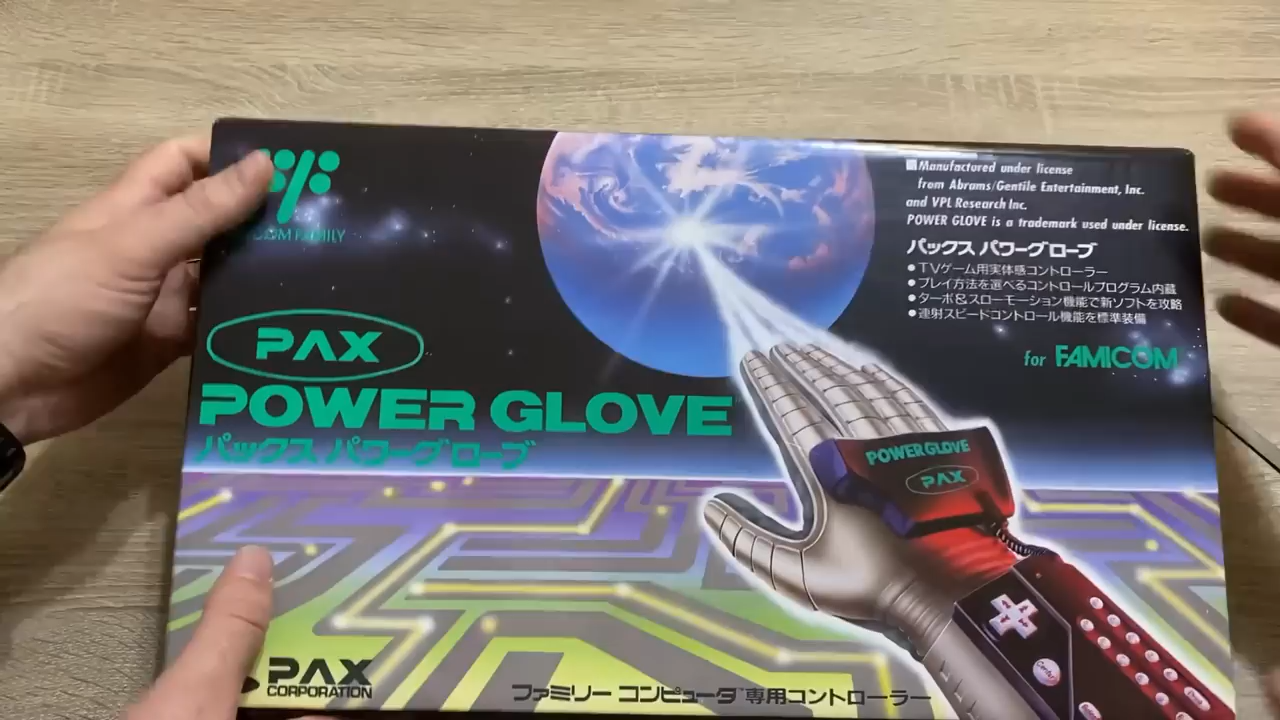 COM FAMILY
PAX
POWER GLOVE
パックス パワーグローブ
■Manufactured under license
from Abrams/Gentile Entertainment, Inc.
and VPL Research Inc.
POWER GLOVE is a trademark used under license.
パックス パワーグローブ
●TVゲーム用実体感コントローラー
●プレイ方法を選べるコントロールプログラム内蔵
●ターボ&スローモーション機能で新ソフトを攻略
●連射スピードコントロール機能を標準装備
for FAMICOM
POWER GLOVE
PAX
Center
PAX
CORPORATION
ファミリー コンピュータ™専用コントローラー